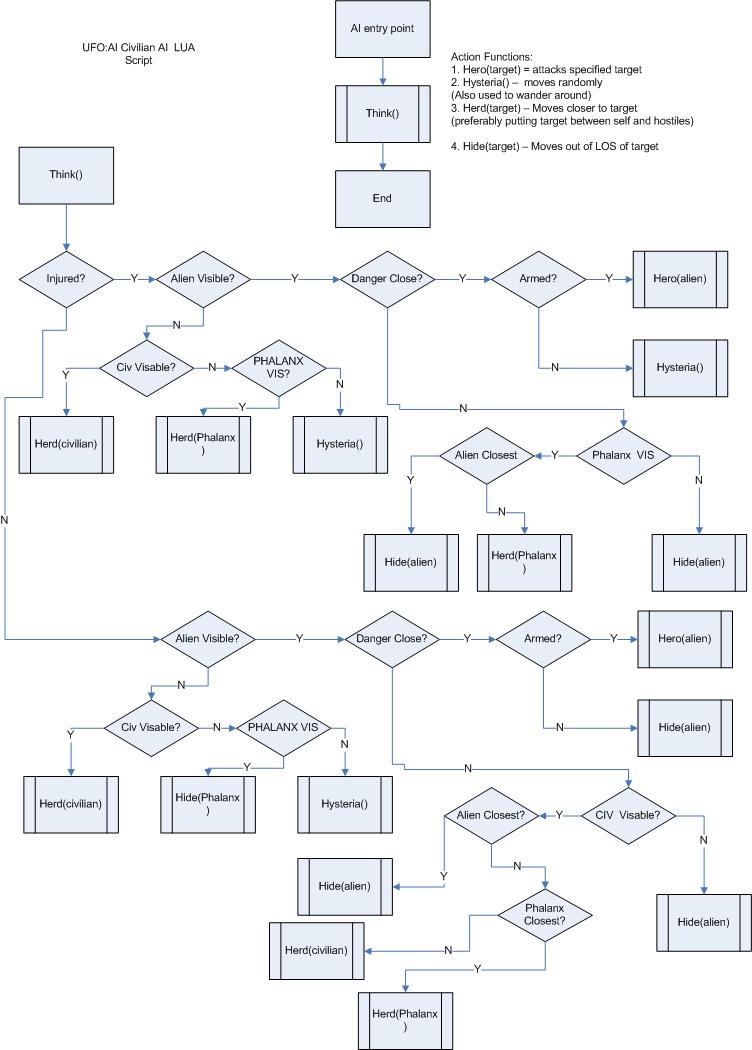 AI entry point
UFO:AI Civilian AI LUA
Script
Action Functions:
1. Hero(target) = attacks specified target
2. Hysteria() – moves randomly
(Also used to wander around)
3. Herd(target) – Moves closer to target
(preferably putting target between self and hostiles)
4. Hide(target) – Moves out of LOS of target
Think()
End
Think()
Injured?
Y
Alien Visible?
Y
Danger Close?
Y
Armed?
Y
Hero(alien)
N
Civ Visable?
N
PHALANX
VIS?
N
Hysteria()
Y
Y
N
Herd(civilian)
Herd(Phalanx
)
Hysteria()
N
Alien Closest
Y
Phalanx VIS
Y
N
N
Hide(alien)
Herd(Phalanx
)
Hide(alien)
N
Alien Visible?
Y
Danger Close?
Y
Armed?
Y
Hero(alien)
N
Civ Visable?
N
PHALANX VIS
N
Hide(alien)
Y
Y
N
Herd(civilian)
Hide(Phalanx
)
Hysteria()
N
Alien Closest?
Y
CIV Visable?
Y
N
N
Hide(alien)
Phalanx
Closest?
Hide(alien)
Herd(civilian)
N
Y
Herd(Phalanx
)